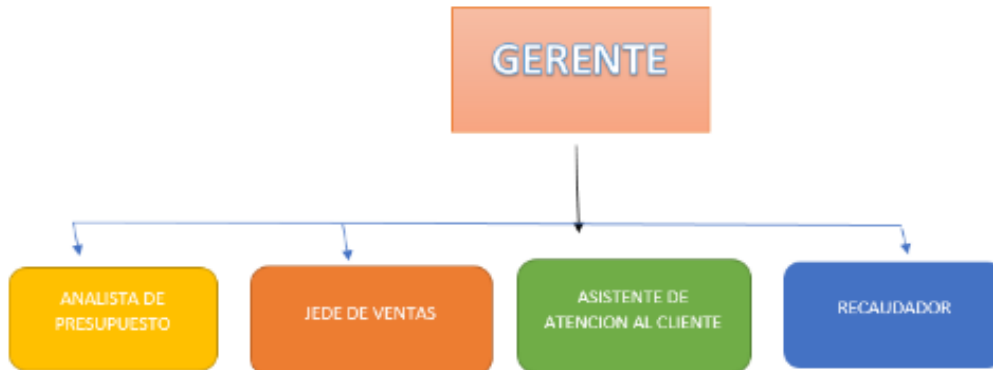 GERENTE
ANALISTA DE
PRESUPUESTO
JEDE DE VENTAS
ASISTENTE DE
ATENCION AL CLIENTE
RECAUDADOR